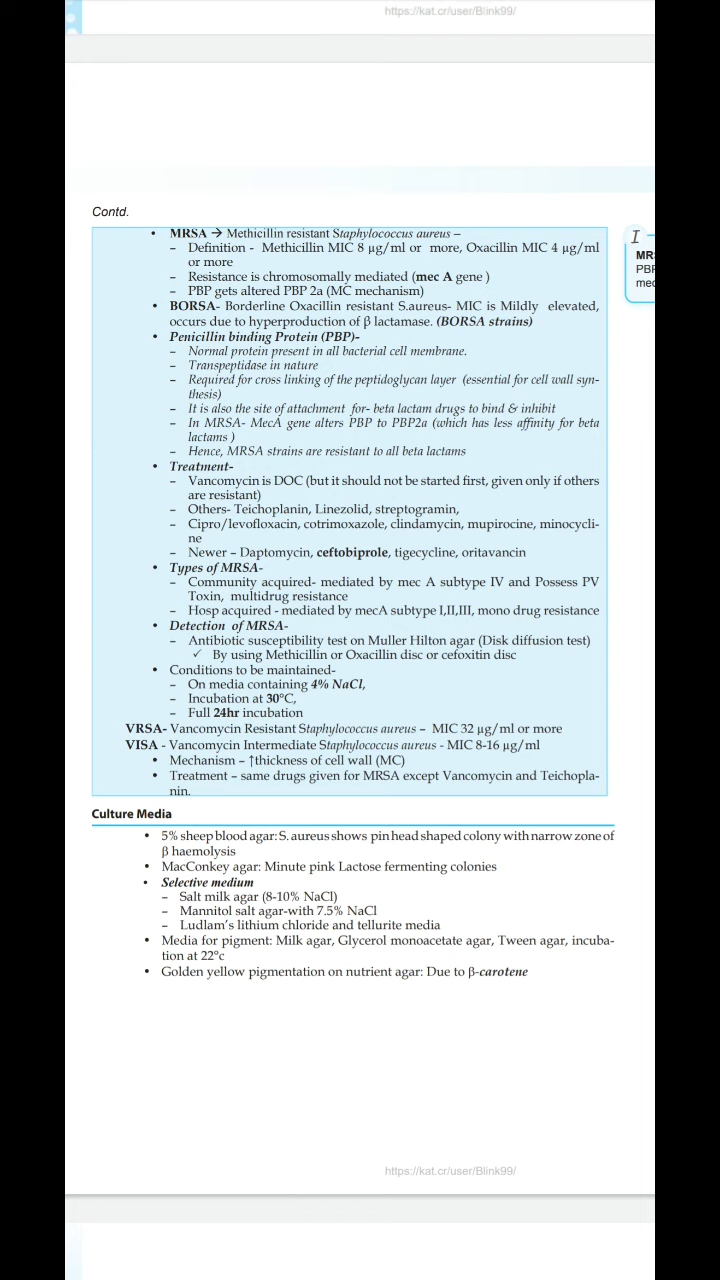 https://kat.cr/user/Blink99/
Contd.
• MRSA → Methicillin resistant Staphylococcus aureus –
– Definition - Methicillin MIC 8 µg/ml or more, Oxacillin MIC 4 µg/ml
or more
– Resistance is chromosomally mediated (mec A gene )
– PBP gets altered PBP 2a (MC mechanism)
• BORSA- Borderline Oxacillin resistant S.aureus- MIC is Mildly elevated,
occurs due to hyperproduction of β lactamase. (BORSA strains)
• Penicillin binding Protein (PBP)-
– Normal protein present in all bacterial cell membrane.
– Transpeptidase in nature
– Required for cross linking of the peptidoglycan layer (essential for cell wall syn-
thesis)
– It is also the site of attachment for- beta lactam drugs to bind & inhibit
– In MRSA- MecA gene alters PBP to PBP2a (which has less affinity for beta
lactams )
– Hence, MRSA strains are resistant to all beta lactams
• Treatment-
– Vancomycin is DOC (but it should not be started first, given only if others
are resistant)
– Others- Teichoplanin, Linezolid, streptogramin,
– Cipro/levofloxacin, cotrimoxazole, clindamycin, mupirocine, minocycli-
ne
– Newer – Daptomycin, ceftobiprole, tigecycline, oritavancin
• Types of MRSA-
– Community acquired- mediated by mec A subtype IV and Possess PV
Toxin, multidrug resistance
– Hosp acquired - mediated by mecA subtype I,II,III, mono drug resistance
• Detection of MRSA-
– Antibiotic susceptibility test on Muller Hilton agar (Disk diffusion test)
✓ By using Methicillin or Oxacillin disc or cefoxitin disc
• Conditions to be maintained-
– On media containing 4% NaCl,
– Incubation at 30°C,
– Full 24hr incubation
VRSA- Vancomycin Resistant Staphylococcus aureus – MIC 32 µg/ml or more
VISA - Vancomycin Intermediate Staphylococcus aureus - MIC 8-16 µg/ml
• Mechanism – ↑thickness of cell wall (MC)
• Treatment – same drugs given for MRSA except Vancomycin and Teichopla-
nin.
I
MRS
PBP
mec
Culture Media
• 5% sheep blood agar: S. aureus shows pin head shaped colony with narrow zone of
β haemolysis
• MacConkey agar: Minute pink Lactose fermenting colonies
• Selective medium
– Salt milk agar (8-10% NaCl)
– Mannitol salt agar-with 7.5% NaCl
– Ludlam's lithium chloride and tellurite media
• Media for pigment: Milk agar, Glycerol monoacetate agar, Tween agar, incuba-
tion at 22°c
• Golden yellow pigmentation on nutrient agar: Due to β-carotene
https://kat.cr/user/Blink99/